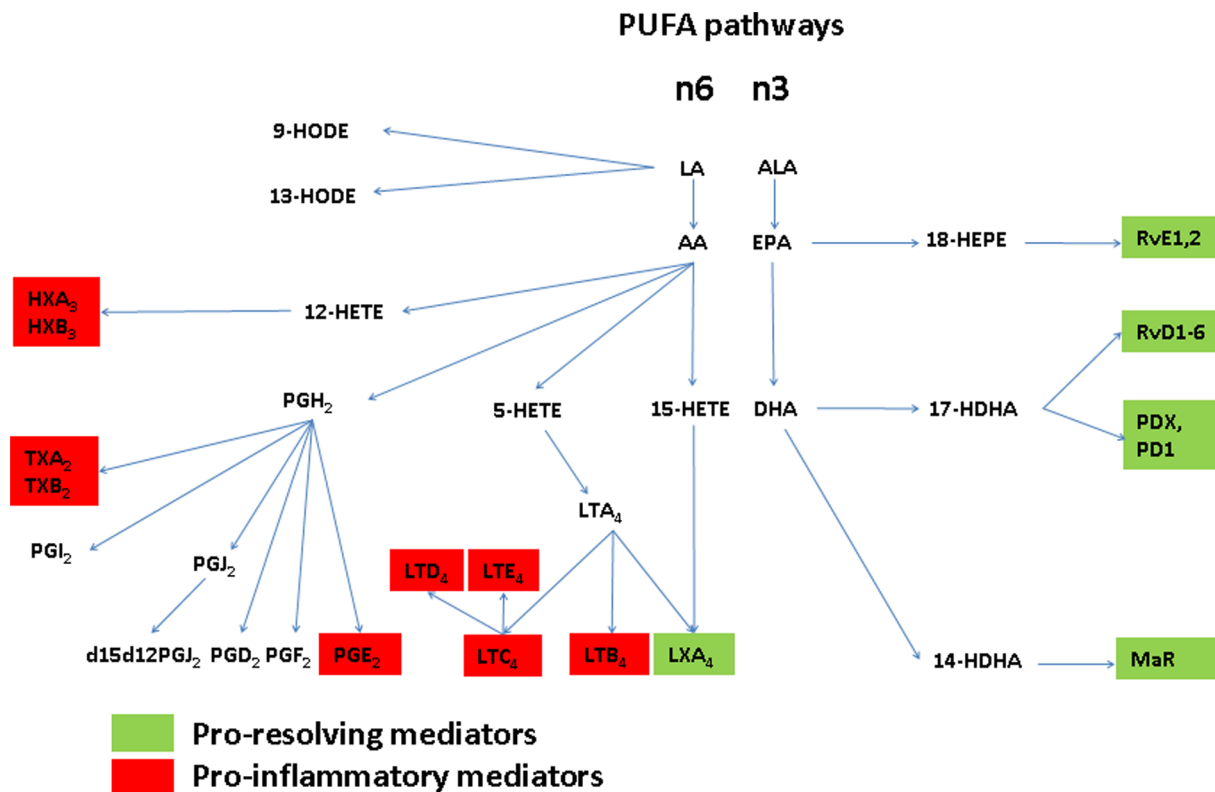 PUFA pathways
n6 n3
9-HODE
LA ALA
13-HODE
AA EPA 18-HEPE RvE1,2
HXA₃
HXB₃
12-HETE
RvD1-6
PGH₂ 5-HETE 15-HETE DHA 17-HDHA
PDX,
PD1
TXA₂
TXB₂
LTA₄
PGI₂
PGJ₂
LTD₄ LTE₄
d15d12PGJ₂ PGD₂ PGF₂ PGE₂ LTC₄ LTB₄ LXA₄ 14-HDHA MaR
Pro-resolving mediators
Pro-inflammatory mediators